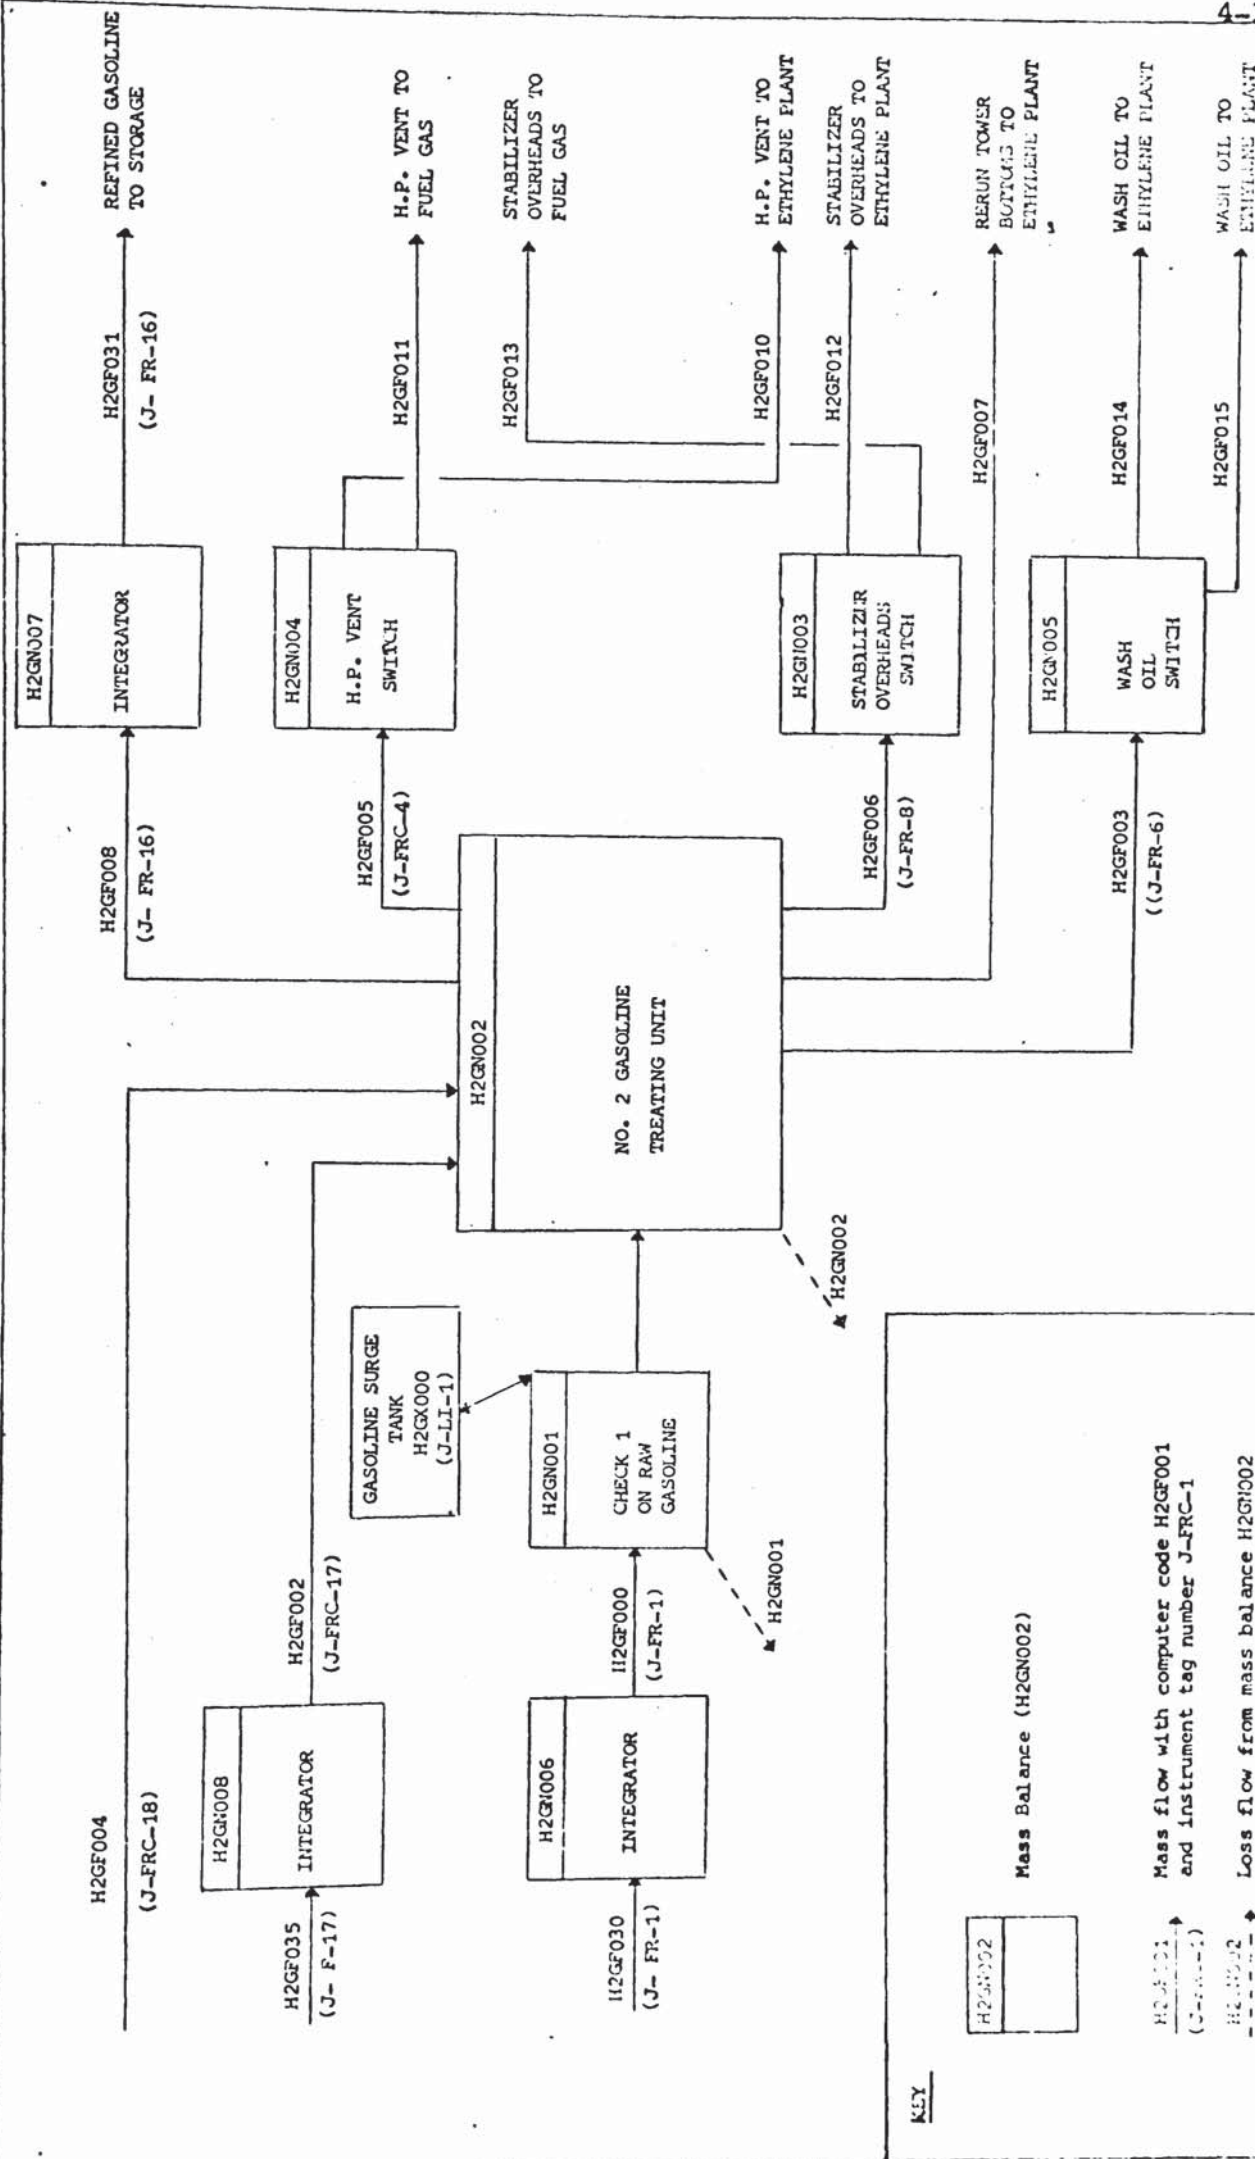 4-
H2GF004
(J-FRC-18)
H2GF035
(J- F-17)
H2GN008
INTEGRATOR
H2GF002
(J-FRC-17)
H2GF030
(J- FR-1)
H2GN006
INTEGRATOR
H2GF000
(J-FR-1)
GASOLINE SURGE
TANK
H2GX000
(J-LI-1)
H2GN001
CHECK 1
ON RAW
GASOLINE
H2GN001
H2GN002
NO. 2 GASOLINE
TREATING UNIT
H2GN002
H2GF008
(J- FR-16)
H2GN007
INTEGRATOR
H2GF031
(J- FR-16)
REFINED GASOLINE
TO STORAGE
H2GF005
(J-FRC-4)
H2GN004
H.P. VENT
SWITCH
H2GF011
H.P. VENT TO
FUEL GAS
H2GF013
STABILIZER
OVERHEADS TO
FUEL GAS
H2GF010
H.P. VENT TO
ETHYLENE PLANT
H2GF006
(J-FR-8)
H2GN003
STABILIZER
OVERHEADS
SWITCH
H2GF012
STABILIZER
OVERHEADS TO
ETHYLENE PLANT
H2GF007
RERUN TOWER
BOTTOMS TO
ETHYLENE PLANT
H2GF003
((J-FR-6)
H2GN005
WASH
OIL
SWITCH
H2GF014
WASH OIL TO
ETHYLENE PLANT
H2GF015
WASH OIL TO
ETHYLENE PLANT
KEY
H2GN002
Mass Balance (H2GN002)
Mass flow with computer code H2GF001
and instrument tag number J-FRC-1
Loss flow from mass balance H2GN002